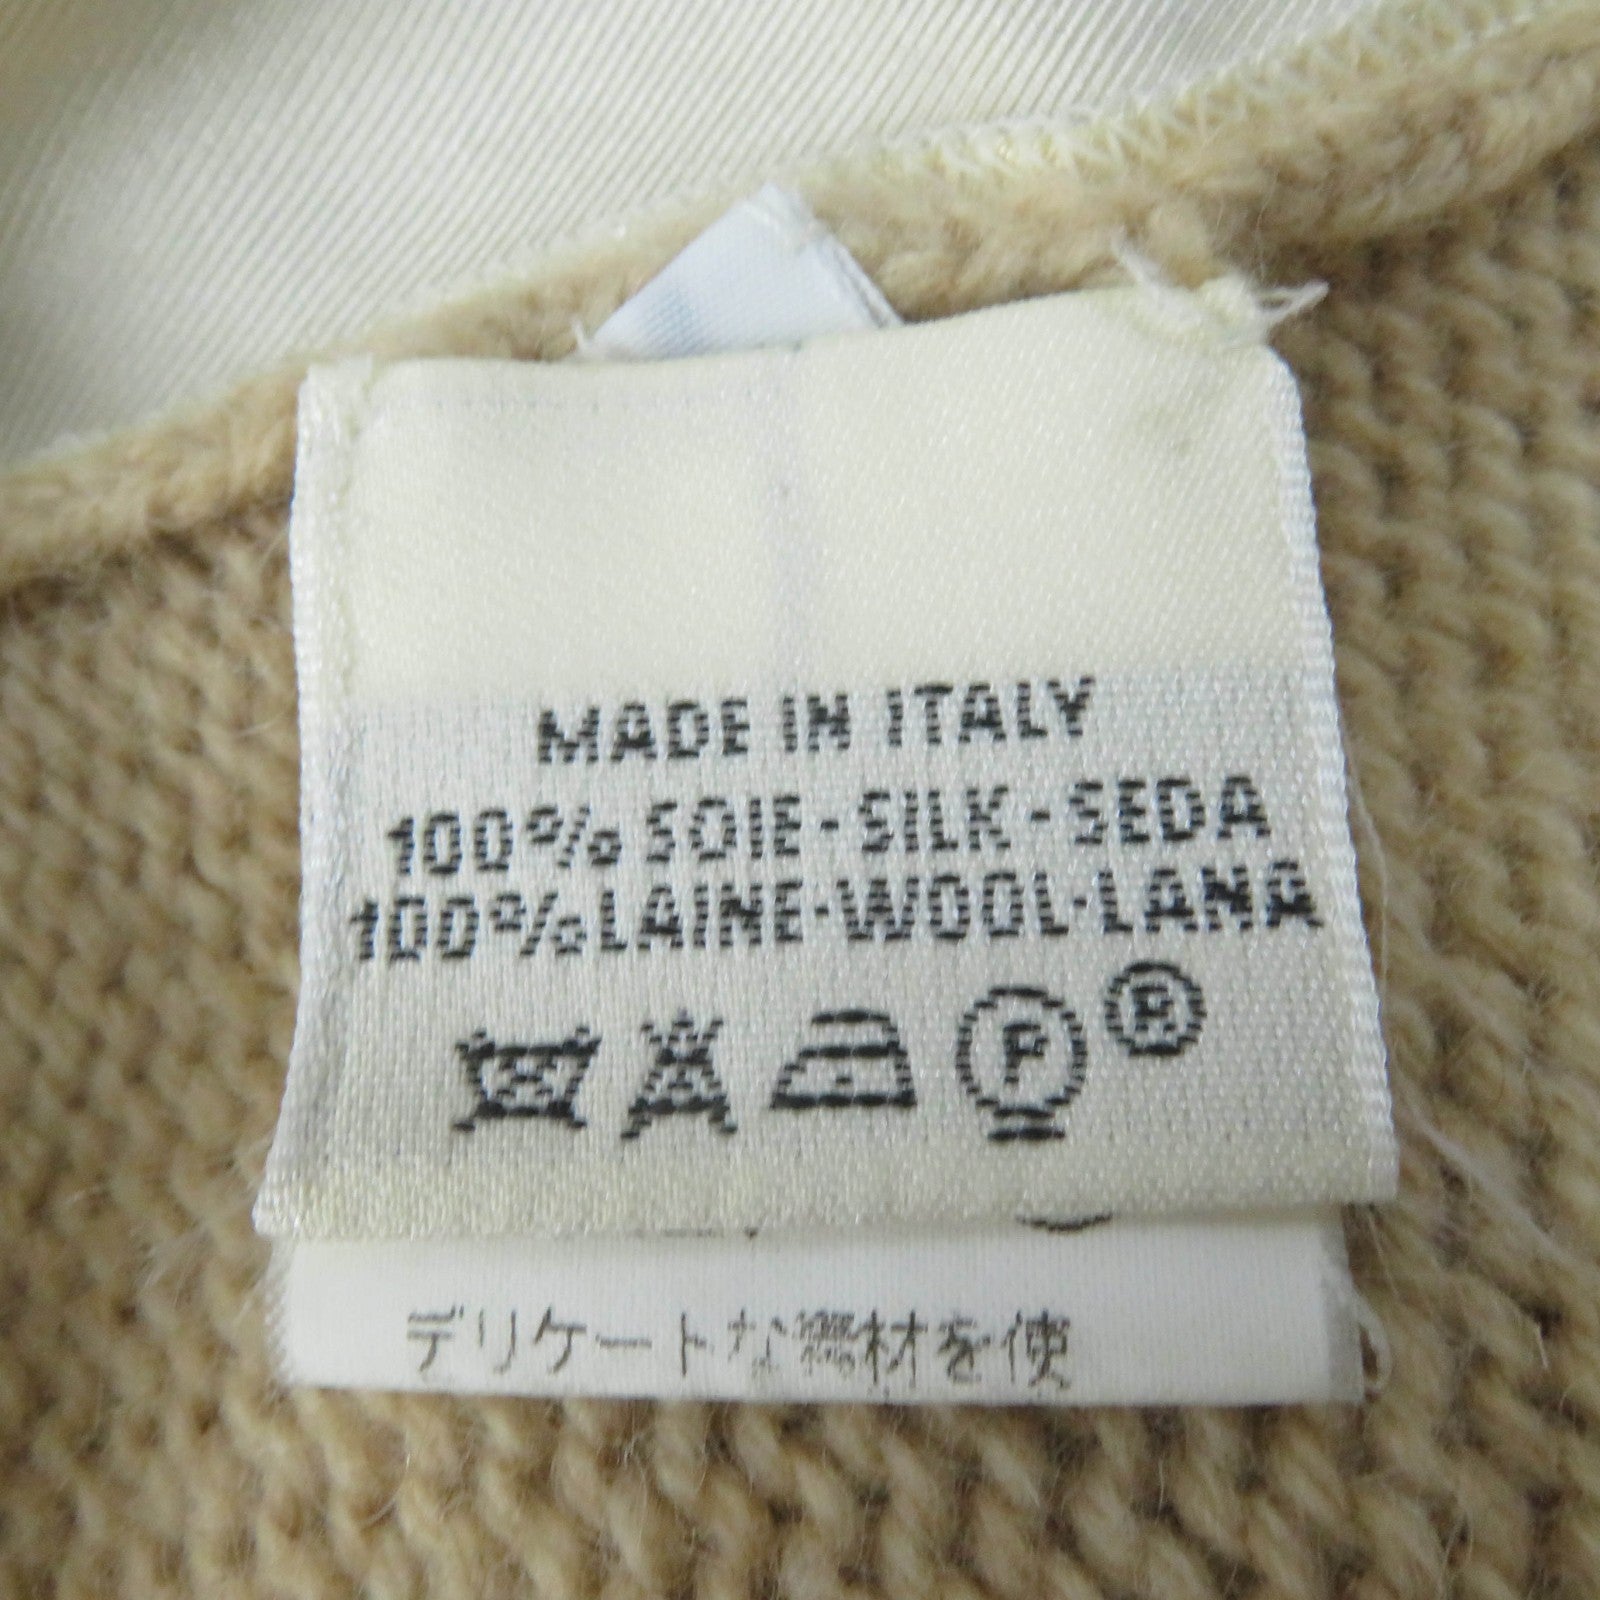 MADE IN ITALY
100% SOIE - SILK - SEDA
100% LAINE-WOOL-LANA
P ®
デリケートな素材を使